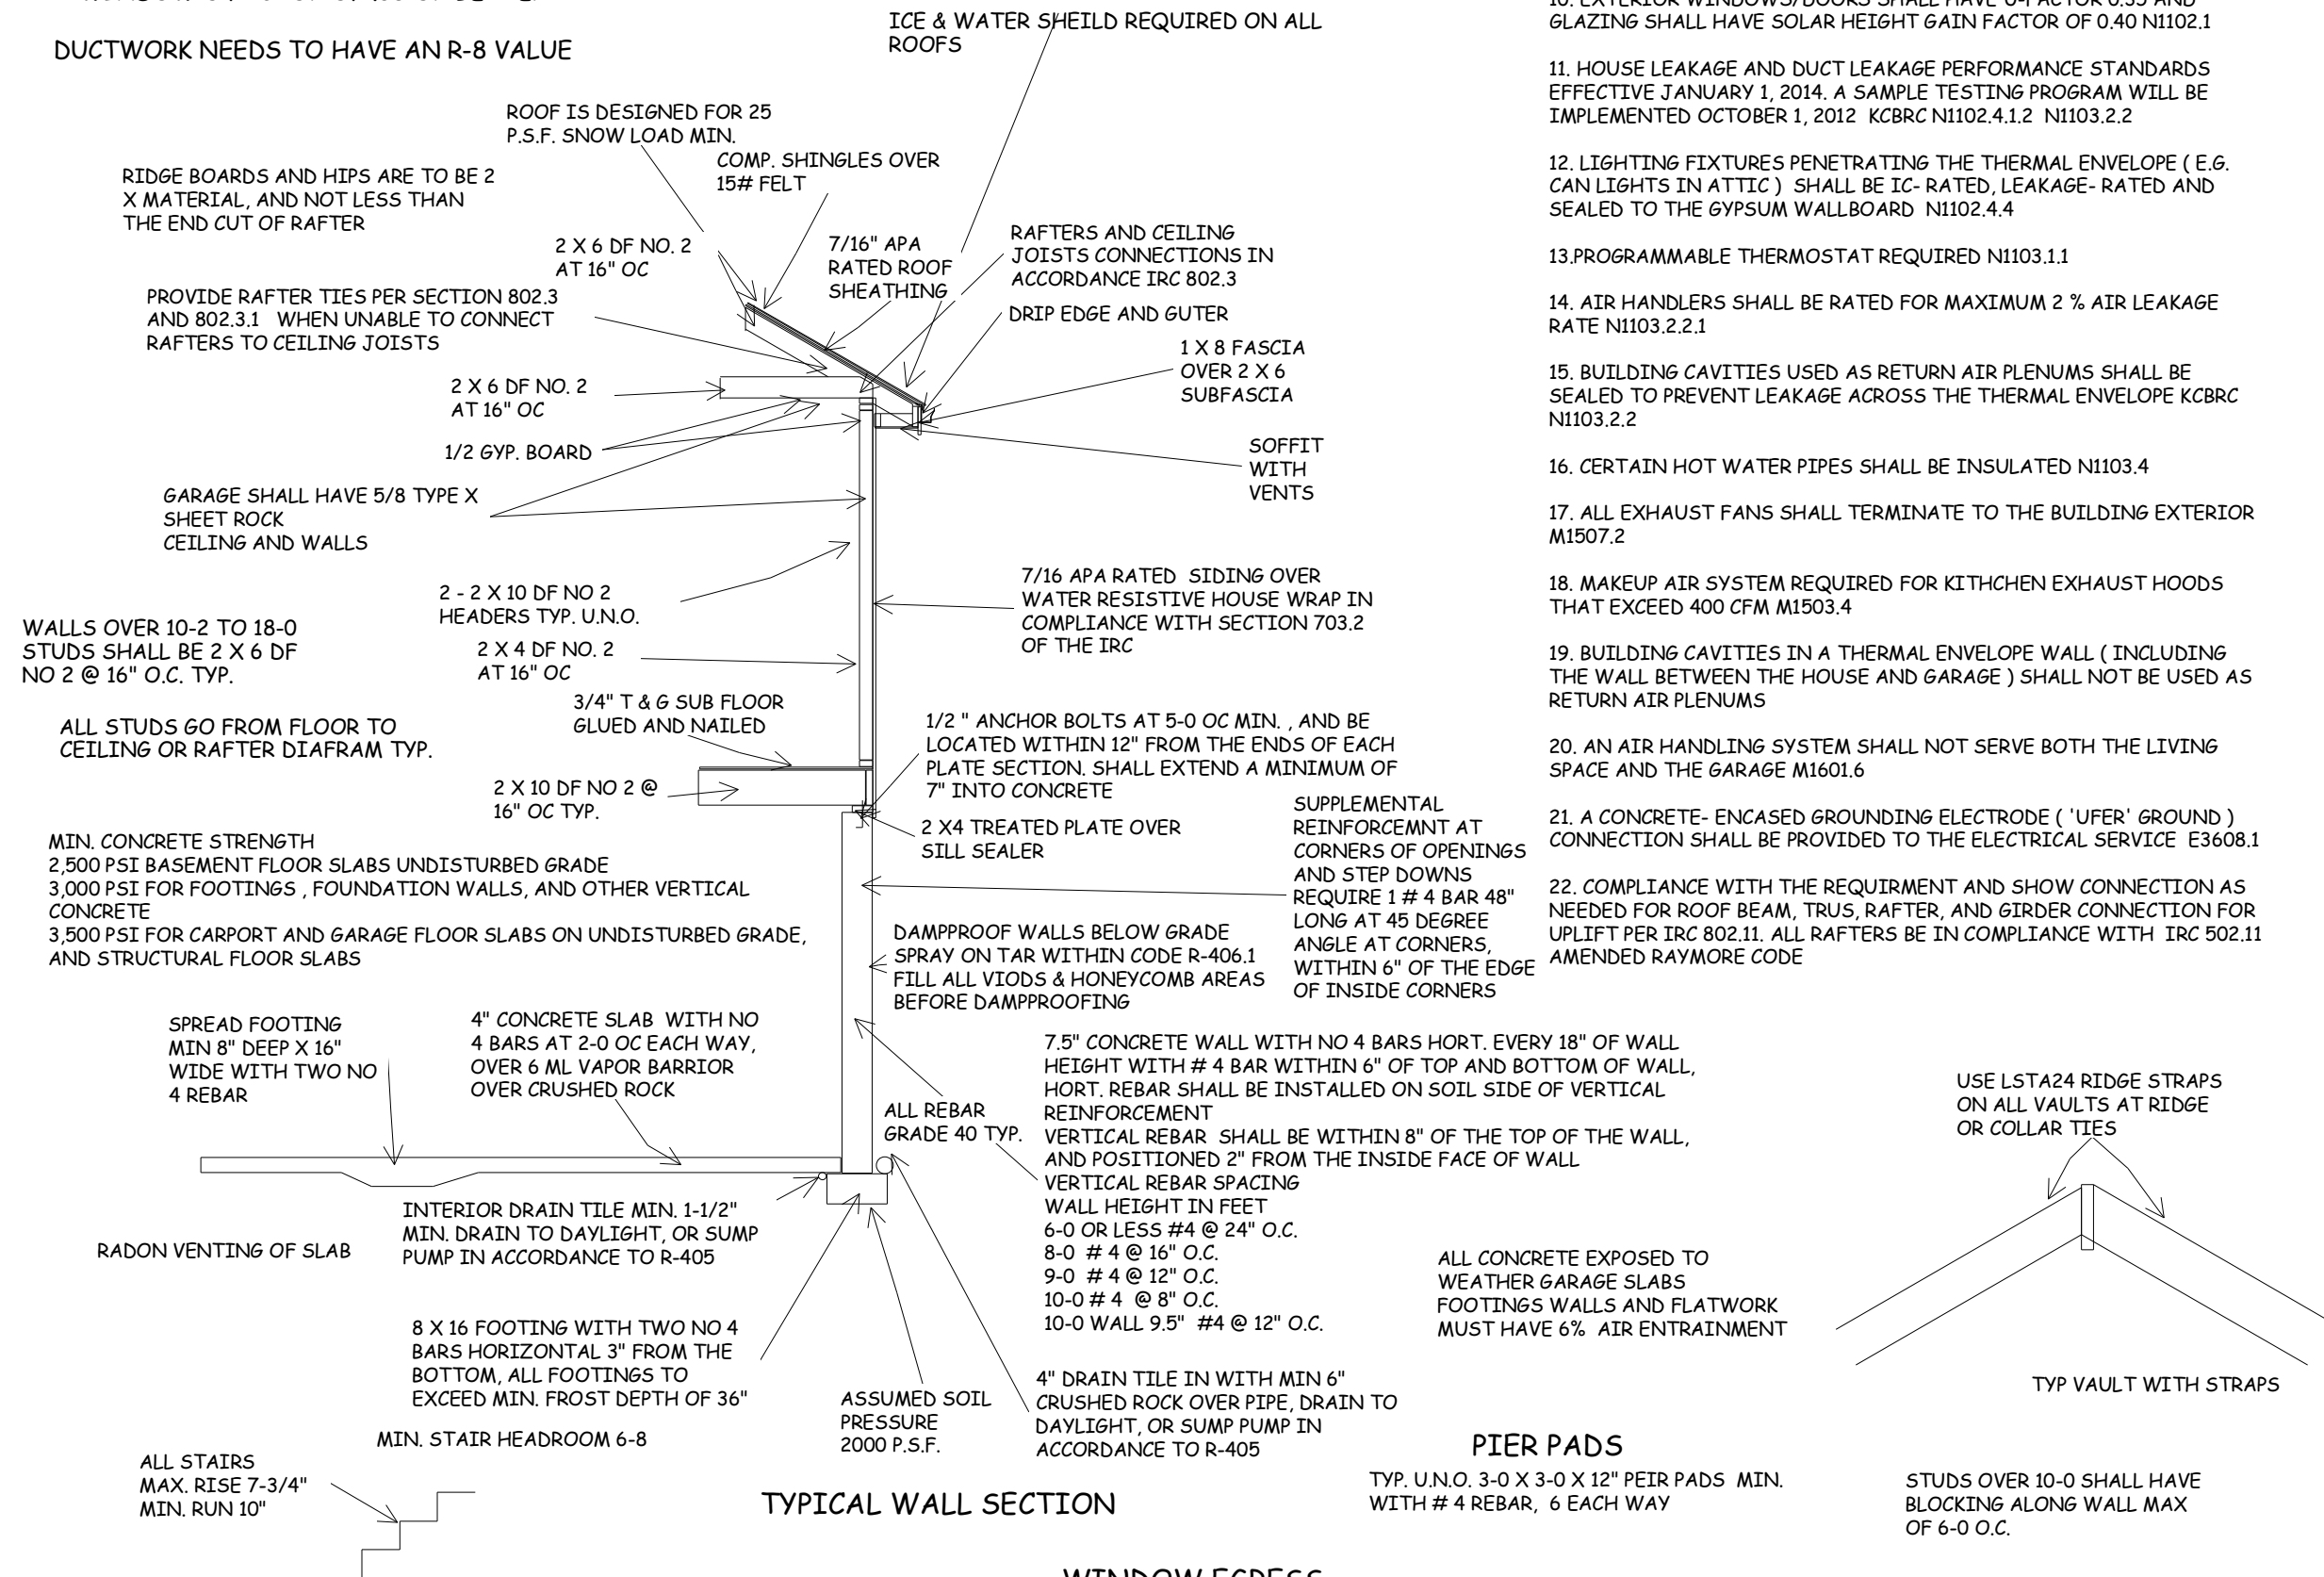 DUCTWORK NEEDS TO HAVE AN R-8 VALUE
ICE & WATER SHEILD REQUIRED ON ALL
ROOFS
ROOF IS DESIGNED FOR 25
P.S.F. SNOW LOAD MIN.
COMP. SHINGLES OVER
15# FELT
RIDGE BOARDS AND HIPS ARE TO BE 2
X MATERIAL, AND NOT LESS THAN
THE END CUT OF RAFTER
2 X 6 DF NO. 2
AT 16" OC
7/16" APA
RATED ROOF
SHEATHING
RAFTERS AND CEILING
JOISTS CONNECTIONS IN
ACCORDANCE IRC 802.3
PROVIDE RAFTER TIES PER SECTION 802.3
AND 802.3.1 WHEN UNABLE TO CONNECT
RAFTERS TO CEILING JOISTS
DRIP EDGE AND GUTER
1 X 8 FASCIA
OVER 2 X 6
SUBFASCIA
2 X 6 DF NO. 2
AT 16" OC
1/2 GYP. BOARD
SOFFIT
WITH
VENTS
GARAGE SHALL HAVE 5/8 TYPE X
SHEET ROCK
CEILING AND WALLS
2 - 2 X 10 DF NO 2
HEADERS TYP. U.N.O.
7/16 APA RATED SIDING OVER
WATER RESISTIVE HOUSE WRAP IN
COMPLIANCE WITH SECTION 703.2
OF THE IRC
WALLS OVER 10-2 TO 18-0
STUDS SHALL BE 2 X 6 DF
NO 2 @ 16" O.C. TYP.
2 X 4 DF NO. 2
AT 16" OC
3/4" T & G SUB FLOOR
GLUED AND NAILED
ALL STUDS GO FROM FLOOR TO
CEILING OR RAFTER DIAFRAM TYP.
1/2 " ANCHOR BOLTS AT 5-0 OC MIN. , AND BE
LOCATED WITHIN 12" FROM THE ENDS OF EACH
PLATE SECTION. SHALL EXTEND A MINIMUM OF
7" INTO CONCRETE
2 X 10 DF NO 2 @
16" OC TYP.
2 X4 TREATED PLATE OVER
SILL SEALER
SUPPLEMENTAL
REINFORCEMNT AT
CORNERS OF OPENINGS
AND STEP DOWNS
REQUIRE 1 # 4 BAR 48"
LONG AT 45 DEGREE
ANGLE AT CORNERS,
WITHIN 6" OF THE EDGE
OF INSIDE CORNERS
MIN. CONCRETE STRENGTH
2,500 PSI BASEMENT FLOOR SLABS UNDISTURBED GRADE
3,000 PSI FOR FOOTINGS , FOUNDATION WALLS, AND OTHER VERTICAL
CONCRETE
3,500 PSI FOR CARPORT AND GARAGE FLOOR SLABS ON UNDISTURBED GRADE,
AND STRUCTURAL FLOOR SLABS
DAMPPROOF WALLS BELOW GRADE
SPRAY ON TAR WITHIN CODE R-406.1
FILL ALL VIODS & HONEYCOMB AREAS
BEFORE DAMPPROOFING
SPREAD FOOTING
MIN 8" DEEP X 16"
WIDE WITH TWO NO
4 REBAR
4" CONCRETE SLAB WITH NO
4 BARS AT 2-0 OC EACH WAY,
OVER 6 ML VAPOR BARRIOR
OVER CRUSHED ROCK
ALL REBAR
GRADE 40 TYP.
7.5" CONCRETE WALL WITH NO 4 BARS HORT. EVERY 18" OF WALL
HEIGHT WITH # 4 BAR WITHIN 6" OF TOP AND BOTTOM OF WALL,
HORT. REBAR SHALL BE INSTALLED ON SOIL SIDE OF VERTICAL
REINFORCEMENT
VERTICAL REBAR SHALL BE WITHIN 8" OF THE TOP OF THE WALL,
AND POSITIONED 2" FROM THE INSIDE FACE OF WALL
VERTICAL REBAR SPACING
WALL HEIGHT IN FEET
6-0 OR LESS #4 @ 24" O.C.
8-0 # 4 @ 16" O.C.
9-0 # 4 @ 12" O.C.
10-0 # 4 @ 8" O.C.
10-0 WALL 9.5" #4 @ 12" O.C.
INTERIOR DRAIN TILE MIN. 1-1/2"
MIN. DRAIN TO DAYLIGHT, OR SUMP
PUMP IN ACCORDANCE TO R-405
RADON VENTING OF SLAB
8 X 16 FOOTING WITH TWO NO 4
BARS HORIZONTAL 3" FROM THE
BOTTOM, ALL FOOTINGS TO
EXCEED MIN. FROST DEPTH OF 36"
ASSUMED SOIL
PRESSURE
2000 P.S.F.
4" DRAIN TILE IN WITH MIN 6"
CRUSHED ROCK OVER PIPE, DRAIN TO
DAYLIGHT, OR SUMP PUMP IN
ACCORDANCE TO R-405
MIN. STAIR HEADROOM 6-8
ALL STAIRS
MAX. RISE 7-3/4"
MIN. RUN 10"
TYPICAL WALL SECTION
WINDOW EGRESS
10. EXTERIOR WINDOWS/DOORS SHALL HAVE U-FACTOR 0.35 AND
GLAZING SHALL HAVE SOLAR HEIGHT GAIN FACTOR OF 0.40 N1102.1
11. HOUSE LEAKAGE AND DUCT LEAKAGE PERFORMANCE STANDARDS
EFFECTIVE JANUARY 1, 2014. A SAMPLE TESTING PROGRAM WILL BE
IMPLEMENTED OCTOBER 1, 2012 KCBRC N1102.4.1.2 N1103.2.2
12. LIGHTING FIXTURES PENETRATING THE THERMAL ENVELOPE ( E.G.
CAN LIGHTS IN ATTIC ) SHALL BE IC- RATED, LEAKAGE- RATED AND
SEALED TO THE GYPSUM WALLBOARD N1102.4.4
13.PROGRAMMABLE THERMOSTAT REQUIRED N1103.1.1
14. AIR HANDLERS SHALL BE RATED FOR MAXIMUM 2 % AIR LEAKAGE
RATE N1103.2.2.1
15. BUILDING CAVITIES USED AS RETURN AIR PLENUMS SHALL BE
SEALED TO PREVENT LEAKAGE ACROSS THE THERMAL ENVELOPE KCBRC
N1103.2.2
16. CERTAIN HOT WATER PIPES SHALL BE INSULATED N1103.4
17. ALL EXHAUST FANS SHALL TERMINATE TO THE BUILDING EXTERIOR
M1507.2
18. MAKEUP AIR SYSTEM REQUIRED FOR KITHCHEN EXHAUST HOODS
THAT EXCEED 400 CFM M1503.4
19. BUILDING CAVITIES IN A THERMAL ENVELOPE WALL ( INCLUDING
THE WALL BETWEEN THE HOUSE AND GARAGE ) SHALL NOT BE USED AS
RETURN AIR PLENUMS
20. AN AIR HANDLING SYSTEM SHALL NOT SERVE BOTH THE LIVING
SPACE AND THE GARAGE M1601.6
21. A CONCRETE- ENCASED GROUNDING ELECTRODE ( 'UFER' GROUND )
CONNECTION SHALL BE PROVIDED TO THE ELECTRICAL SERVICE E3608.1
22. COMPLIANCE WITH THE REQUIRMENT AND SHOW CONNECTION AS
NEEDED FOR ROOF BEAM, TRUS, RAFTER, AND GIRDER CONNECTION FOR
UPLIFT PER IRC 802.11. ALL RAFTERS BE IN COMPLIANCE WITH IRC 502.11
AMENDED RAYMORE CODE
USE LSTA24 RIDGE STRAPS
ON ALL VAULTS AT RIDGE
OR COLLAR TIES
ALL CONCRETE EXPOSED TO
WEATHER GARAGE SLABS
FOOTINGS WALLS AND FLATWORK
MUST HAVE 6% AIR ENTRAINMENT
TYP VAULT WITH STRAPS
PIER PADS
TYP. U.N.O. 3-0 X 3-0 X 12" PEIR PADS MIN.
WITH # 4 REBAR, 6 EACH WAY
STUDS OVER 10-0 SHALL HAVE
BLOCKING ALONG WALL MAX
OF 6-0 O.C.